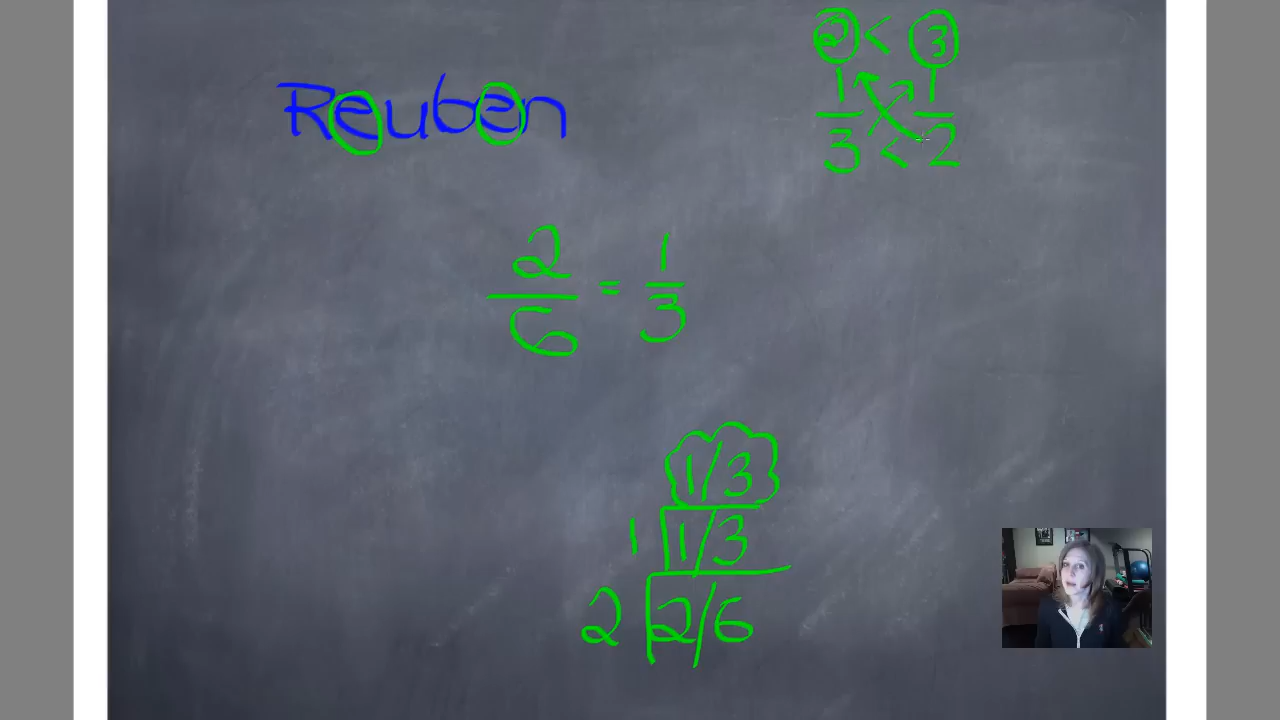 2 < 3
1 1
3 < 2
Reuben
2 = 1
6 3
1/3
1 1/3
2 2/6